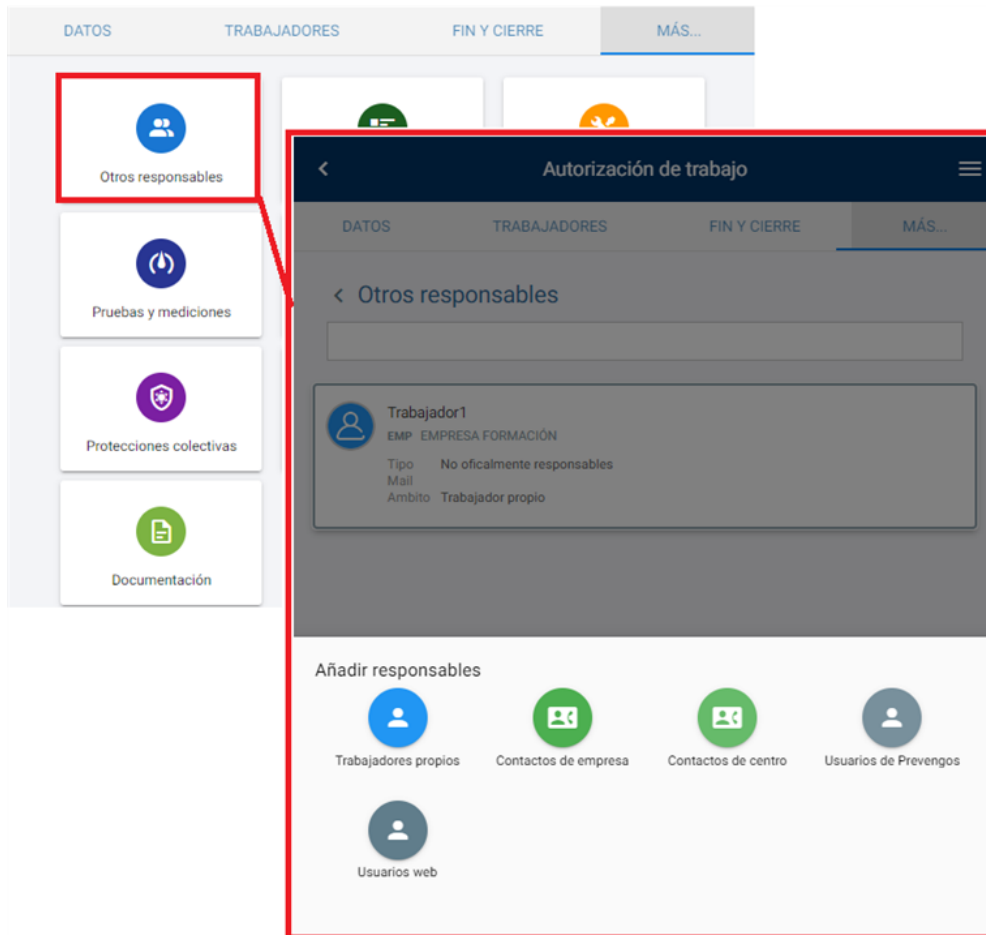 DATOS TRABAJADORES FIN Y CIERRE MÁS...
Otros responsables
Pruebas y mediciones
Protecciones colectivas
Documentación
Autorización de trabajo
DATOS TRABAJADORES FIN Y CIERRE MÁS...
Otros responsables
Trabajador1
EMP EMPRESA FORMACIÓN
Tipo No oficalmente responsables
Mail
Ambito Trabajador propio
Añadir responsables
Trabajadores propios Contactos de empresa Contactos de centro Usuarios de Prevengos
Usuarios web